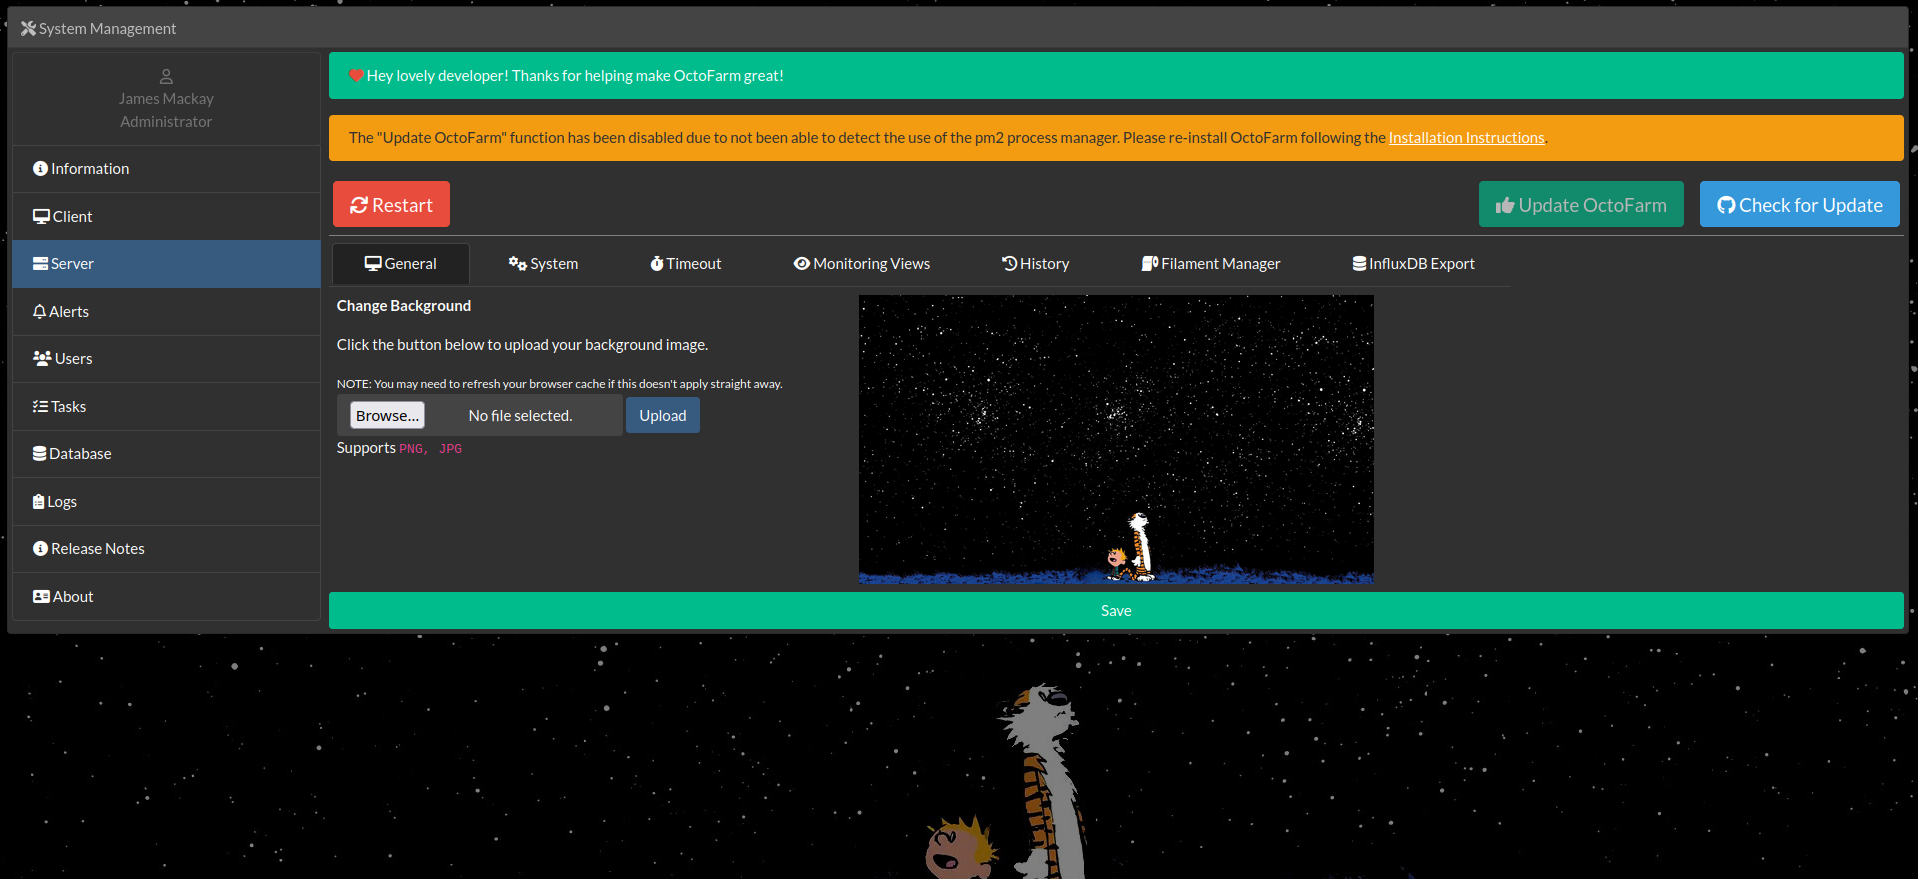 System Management
James Mackay
Administrator
Information
Client
Server
Alerts
Users
Tasks
Database
Logs
Release Notes
About
Hey lovely developer! Thanks for helping make OctoFarm great!
The "Update OctoFarm" function has been disabled due to not been able to detect the use of the pm2 process manager. Please re-install OctoFarm following the Installation Instructions.
Restart
Update OctoFarm
Check for Update
General
System
Timeout
Monitoring Views
History
Filament Manager
InfluxDB Export
Change Background
Click the button below to upload your background image.
NOTE: You may need to refresh your browser cache if this doesn't apply straight away.
Browse... No file selected. Upload
Supports PNG, JPG
Save